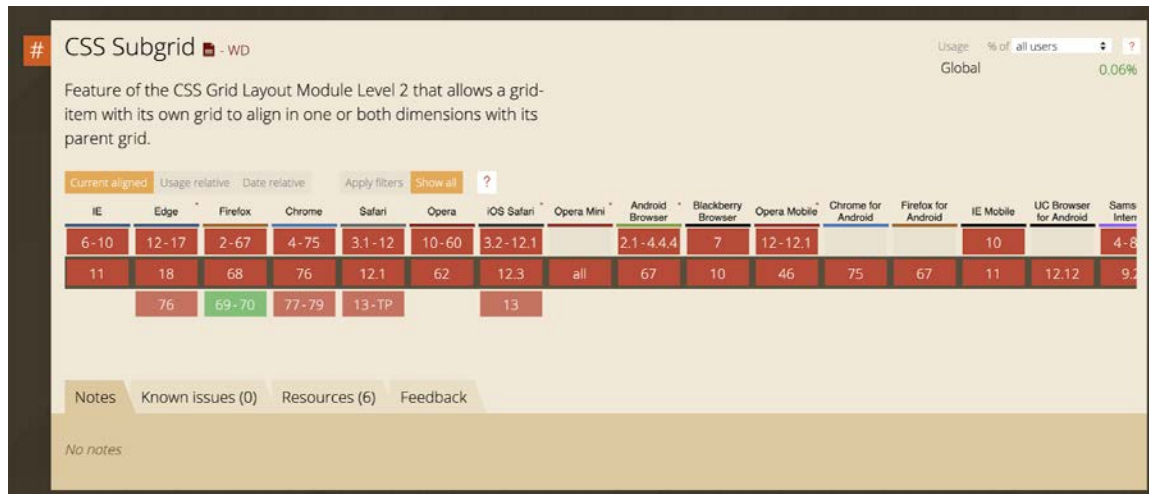 # CSS Subgrid - WD
Usage % of all users ?
Global 0.06%
Feature of the CSS Grid Layout Module Level 2 that allows a grid-
item with its own grid to align in one or both dimensions with its
parent grid.
Current aligned Usage relative Date relative Apply filters Show all ?
IE Edge * Firefox Chrome Safari Opera iOS Safari * Opera Mini * Android Browser * Blackberry Browser Opera Mobile * Chrome for Android Firefox for Android IE Mobile UC Browser for Android Sams
6-10 12-17 2-67 4-75 3.1-12 10-60 3.2-12.1 2.1-4.4.4 7 12-12.1 10 4-8
11 18 68 76 12.1 62 12.3 all 67 10 46 75 67 11 12.12 9.2
76 69-70 77-79 13-TP 13
Notes Known issues (0) Resources (6) Feedback
No notes